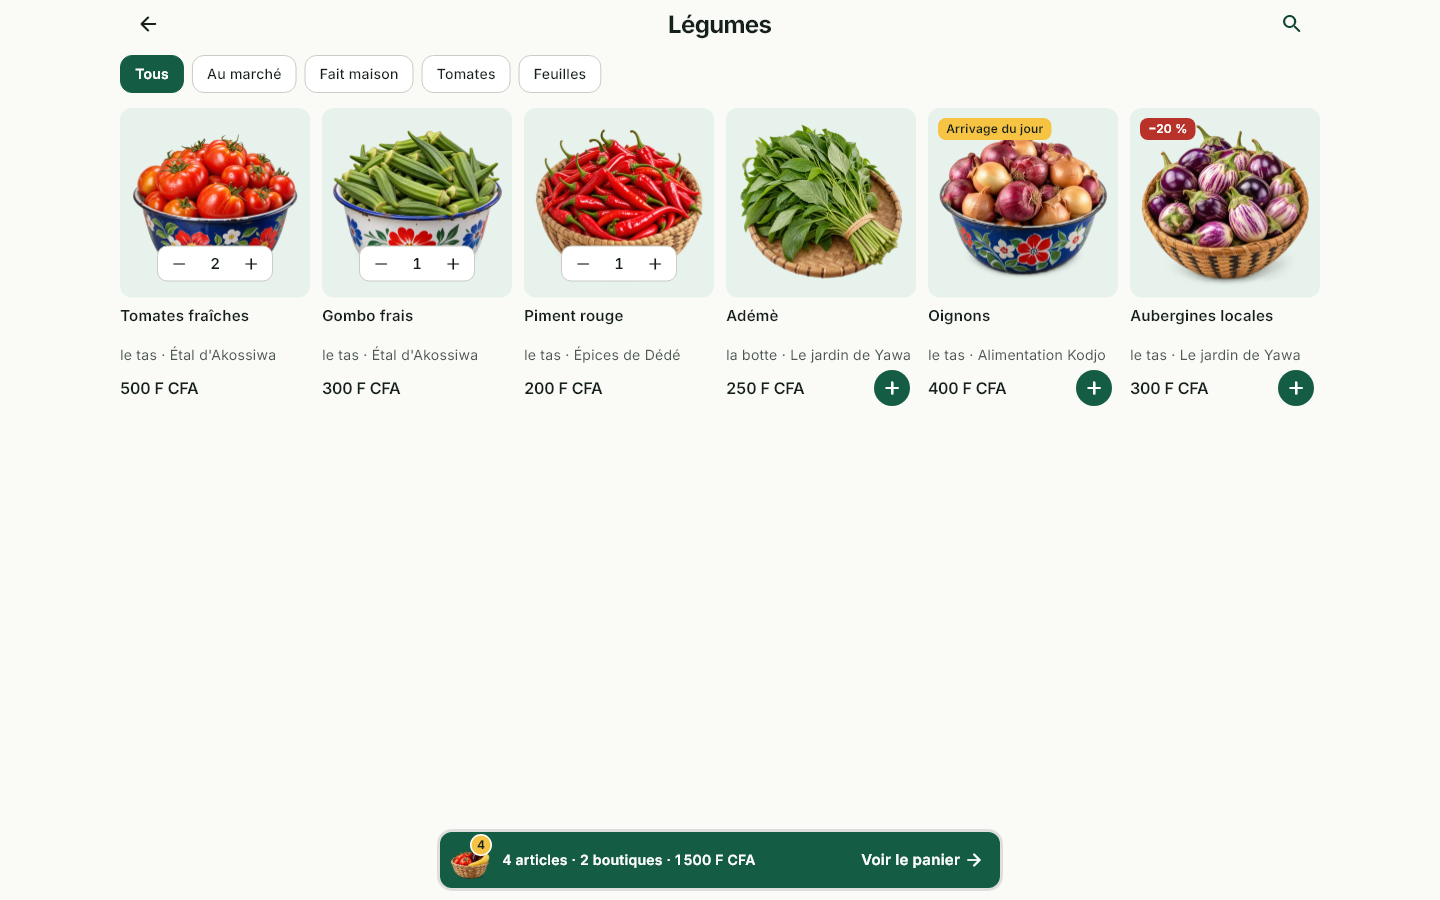 Légumes
Tous
Au marché
Fait maison
Tomates
Feuilles
Arrivage du jour
−20 %
2
1
1
Tomates fraîches
Gombo frais
Piment rouge
Adémè
Oignons
Aubergines locales
le tas · Étal d'Akossiwa
le tas · Étal d'Akossiwa
le tas · Épices de Dédé
la botte · Le jardin de Yawa
le tas · Alimentation Kodjo
le tas · Le jardin de Yawa
500 F CFA
300 F CFA
200 F CFA
250 F CFA
400 F CFA
300 F CFA
4
4 articles · 2 boutiques · 1 500 F CFA
Voir le panier